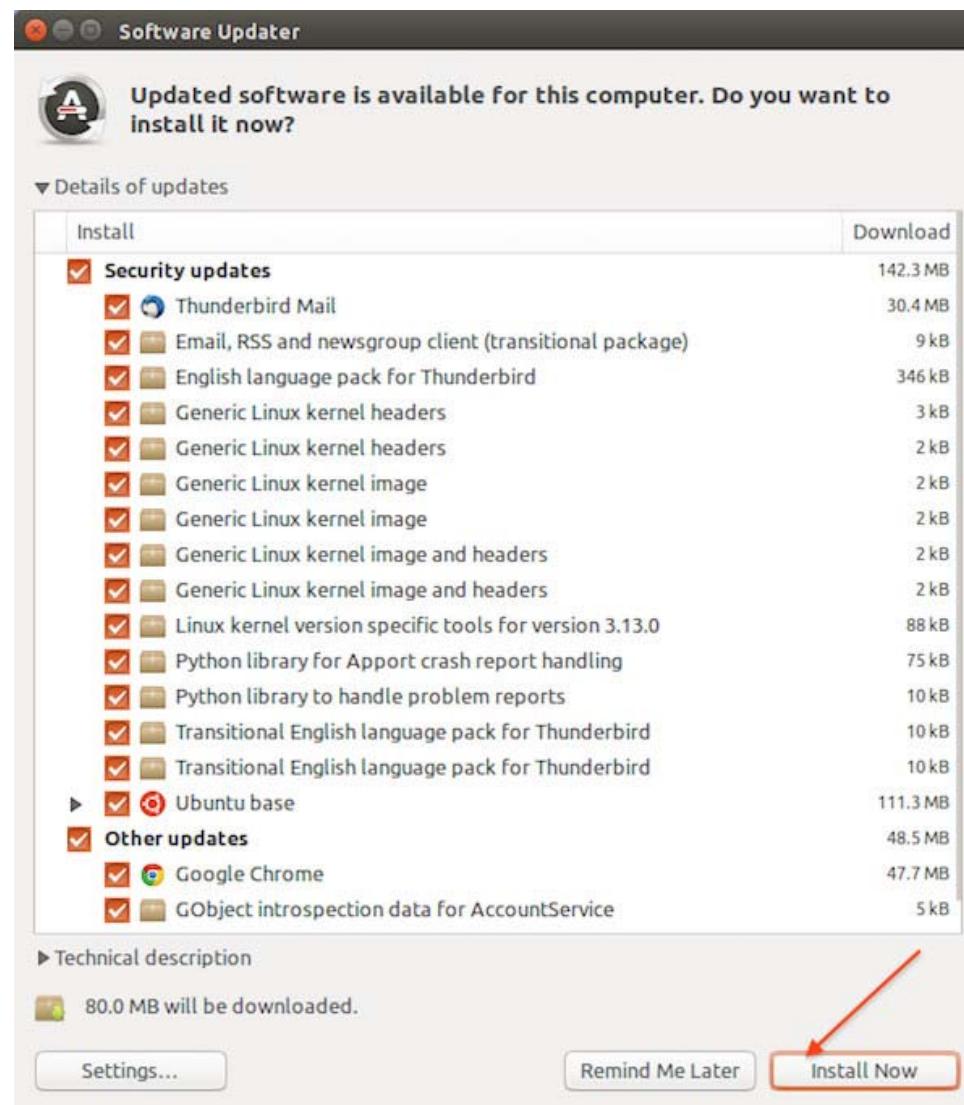 Software Updater
Updated software is available for this computer. Do you want to
install it now?
Details of updates
Install Download
Security updates 142.3 MB
Thunderbird Mail 30.4 MB
Email, RSS and newsgroup client (transitional package) 9 kB
English language pack for Thunderbird 346 kB
Generic Linux kernel headers 3 kB
Generic Linux kernel headers 2 kB
Generic Linux kernel image 2 kB
Generic Linux kernel image 2 kB
Generic Linux kernel image and headers 2 kB
Generic Linux kernel image and headers 2 kB
Linux kernel version specific tools for version 3.13.0 88 kB
Python library for Apport crash report handling 75 kB
Python library to handle problem reports 10 kB
Transitional English language pack for Thunderbird 10 kB
Transitional English language pack for Thunderbird 10 kB
Ubuntu base 111.3 MB
Other updates 48.5 MB
Google Chrome 47.7 MB
GObject introspection data for AccountService 5 kB
Technical description
80.0 MB will be downloaded.
Settings... Remind Me Later Install Now